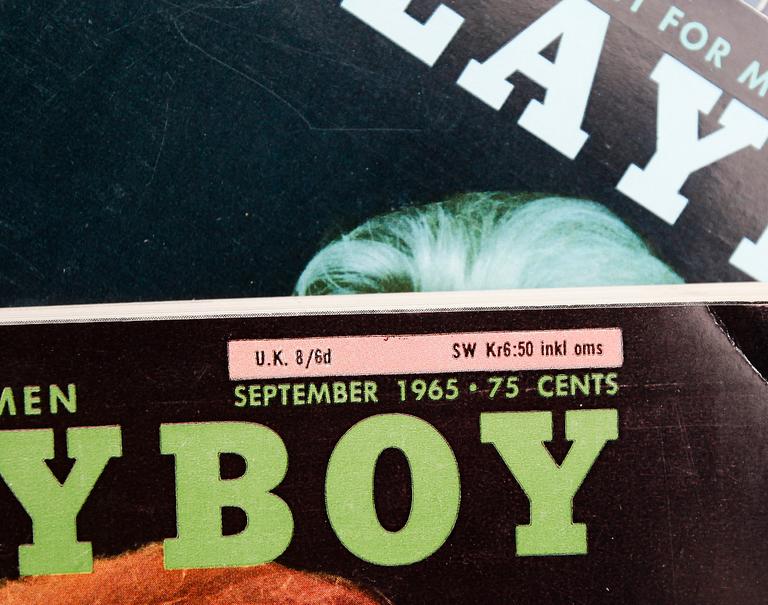 FOR M
LAY
U.K. 8/6d SW Kr6:50 inkl oms
MEN SEPTEMBER 1965 • 75 CENTS
YBOY